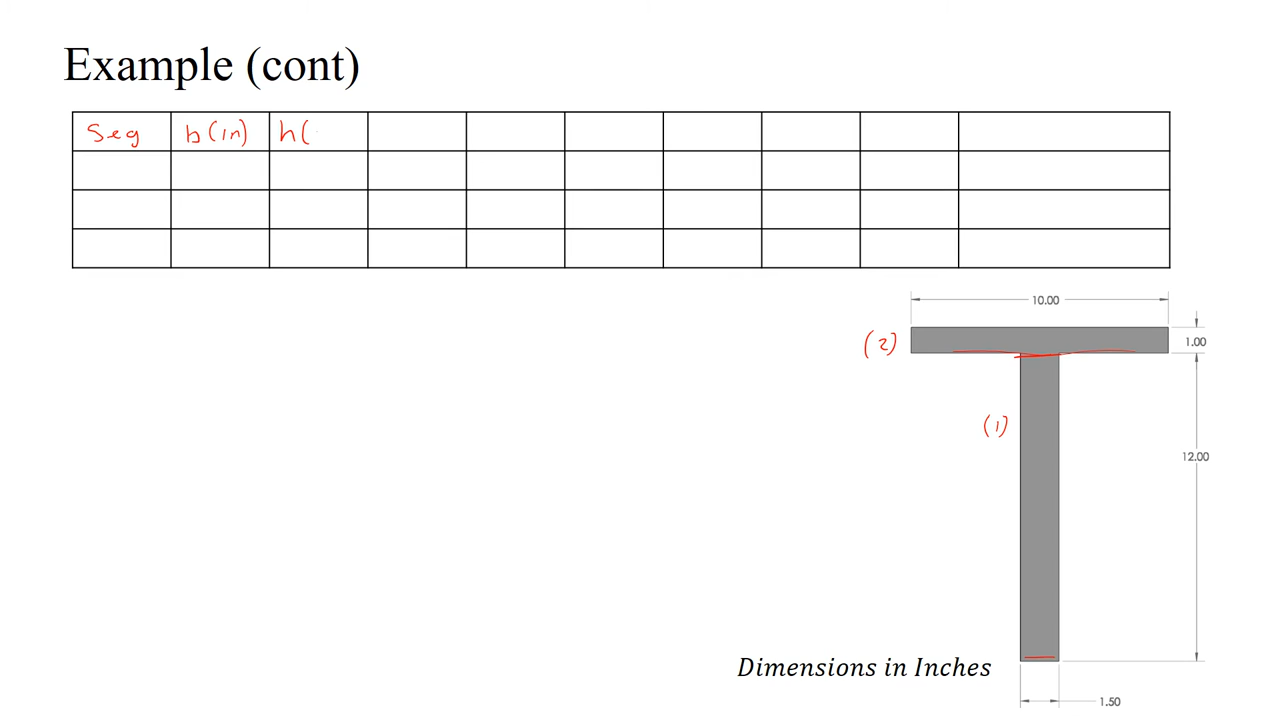 Example (cont)
Seg b(in) h(
10.00
(2)
1.00
(1)
12.00
Dimensions in Inches
1.50